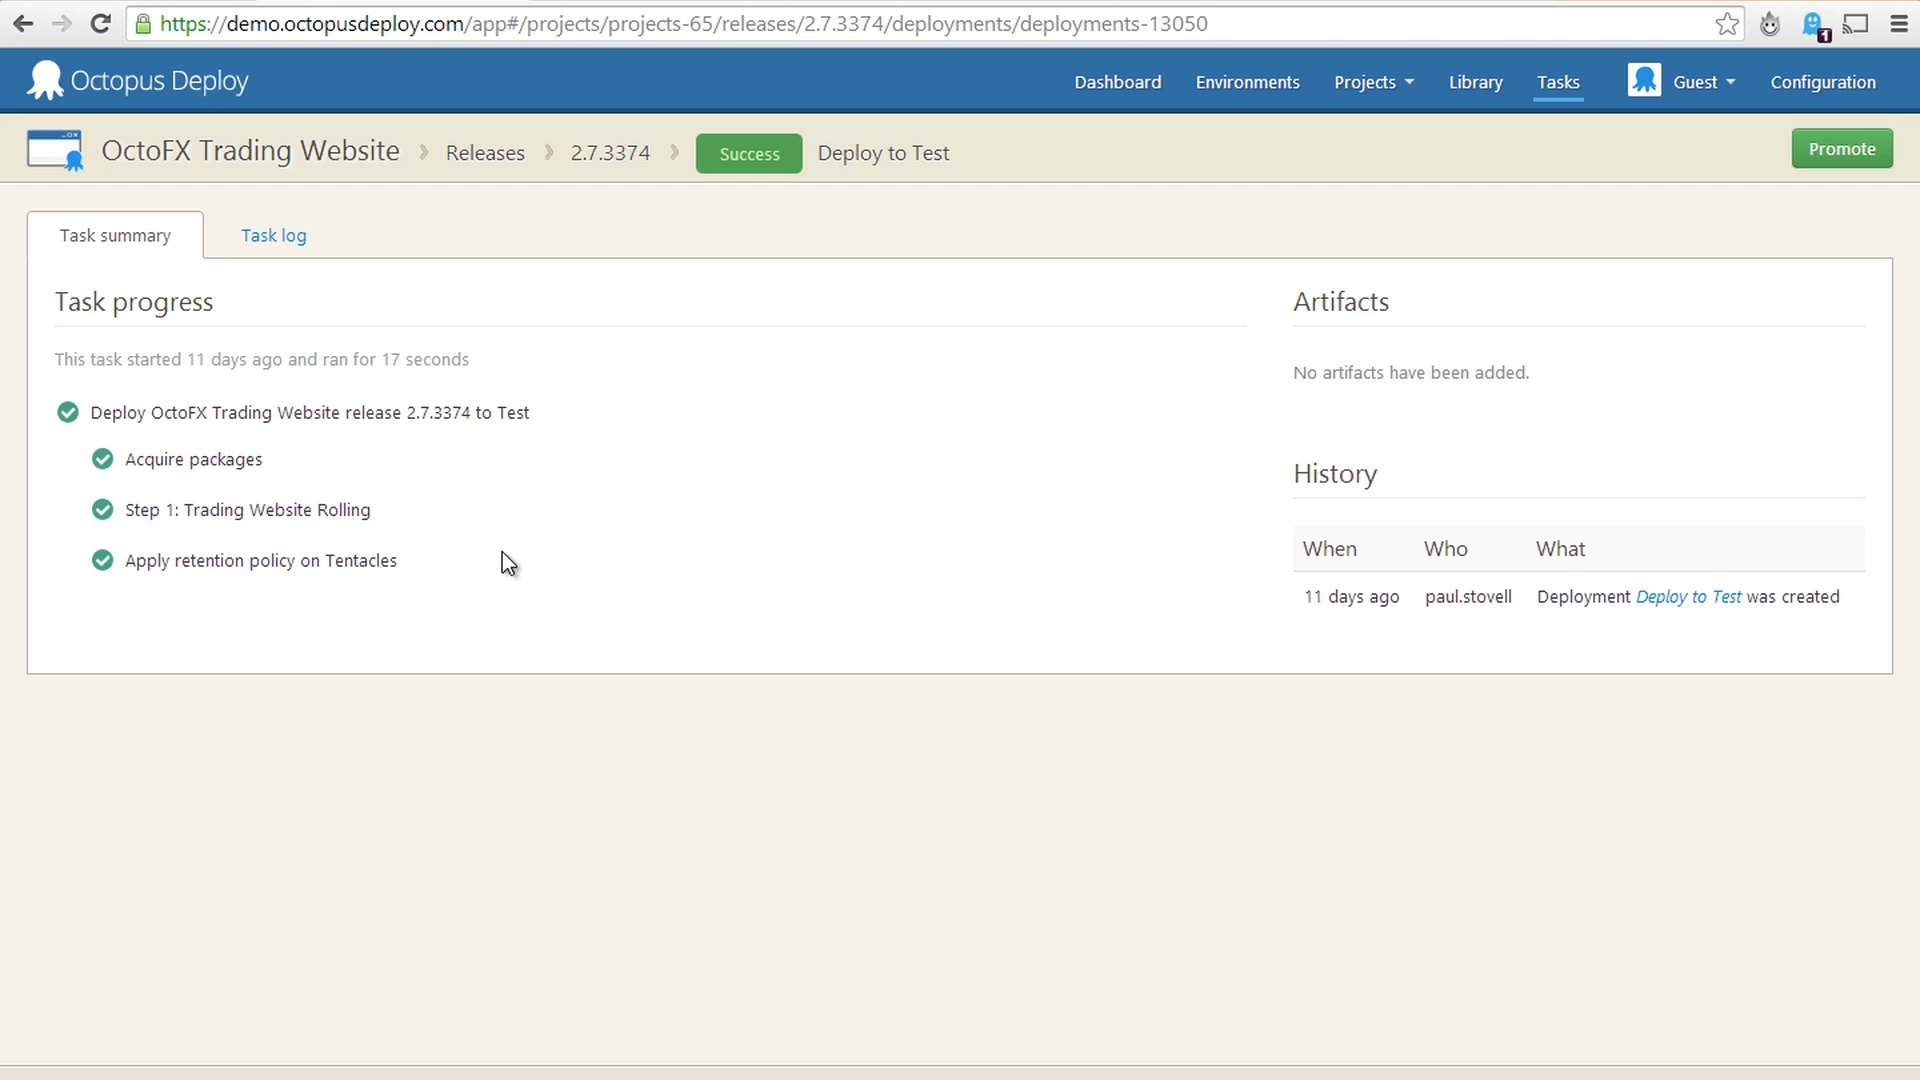 https://demo.octopusdeploy.com/app#/projects/projects-65/releases/2.7.3374/deployments/deployments-13050
1
Octopus Deploy
Dashboard Environments Projects Library Tasks Guest Configuration
OctoFX Trading Website Releases 2.7.3374 Success Deploy to Test Promote
Task summary Task log
Task progress
This task started 11 days ago and ran for 17 seconds
Deploy OctoFX Trading Website release 2.7.3374 to Test
Acquire packages
Step 1: Trading Website Rolling
Apply retention policy on Tentacles
Artifacts
No artifacts have been added.
History
When Who What
11 days ago paul.stovell Deployment Deploy to Test was created